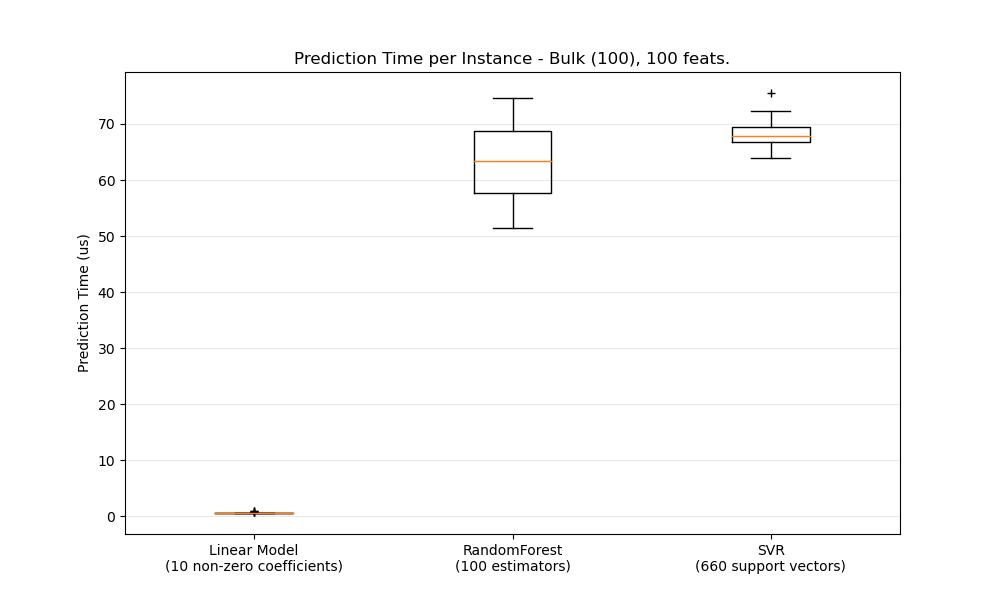 Prediction Time per Instance - Bulk (100), 100 feats.
Prediction Time (us)
70
60
50
40
30
20
10
0
Linear Model
(10 non-zero coefficients)
RandomForest
(100 estimators)
SVR
(660 support vectors)